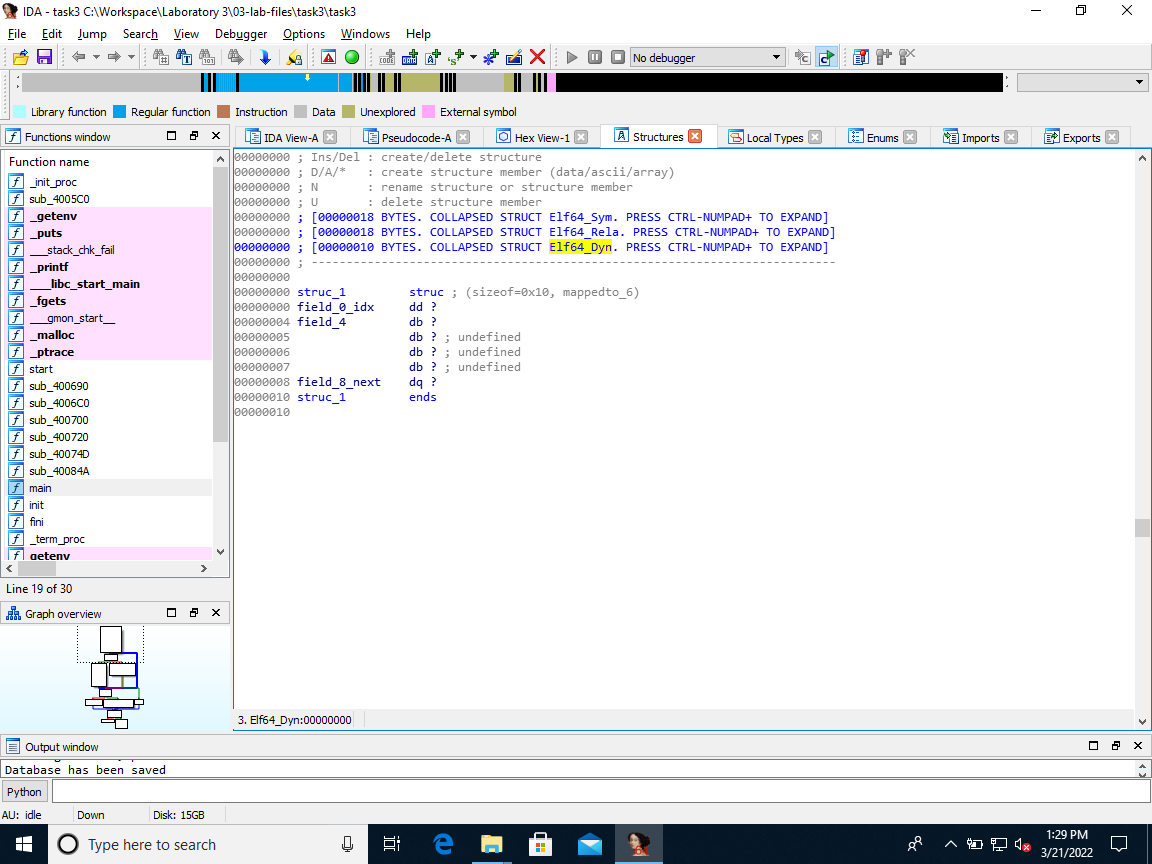 IDA - task3 C:\Workspace\Laboratory 3\03-lab-files\task3\task3
File Edit Jump Search View Debugger Options Windows Help
No debugger
Library function Regular function Instruction Data Unexplored External symbol
Functions window
IDA View-A Pseudocode-A Hex View-1 Structures Local Types Enums Imports Exports
Function name
_init_proc
sub_4005C0
_getenv
_puts
___stack_chk_fail
_printf
___libc_start_main
_fgets
___gmon_start__
_malloc
_ptrace
start
sub_400690
sub_4006C0
sub_400700
sub_400720
sub_40074D
sub_40084A
main
init
fini
_term_proc
getenv
Line 19 of 30
Graph overview
00000000 ; Ins/Del : create/delete structure
00000000 ; D/A/* : create structure member (data/ascii/array)
00000000 ; N : rename structure or structure member
00000000 ; U : delete structure member
00000000 ; [00000018 BYTES. COLLAPSED STRUCT Elf64_Sym. PRESS CTRL-NUMPAD+ TO EXPAND]
00000000 ; [00000018 BYTES. COLLAPSED STRUCT Elf64_Rela. PRESS CTRL-NUMPAD+ TO EXPAND]
00000000 ; [00000010 BYTES. COLLAPSED STRUCT Elf64_Dyn. PRESS CTRL-NUMPAD+ TO EXPAND]
00000000 ; ---------------------------------------------------------------------------
00000000
00000000 struc_1 struc ; (sizeof=0x10, mappedto_6)
00000000 field_0_idx dd ?
00000004 field_4 db ?
00000005 db ? ; undefined
00000006 db ? ; undefined
00000007 db ? ; undefined
00000008 field_8_next dq ?
00000010 struc_1 ends
00000010
3. Elf64_Dyn:00000000
Output window
Database has been saved
Python
AU: idle Down Disk: 15GB
Type here to search
1:29 PM
3/21/2022